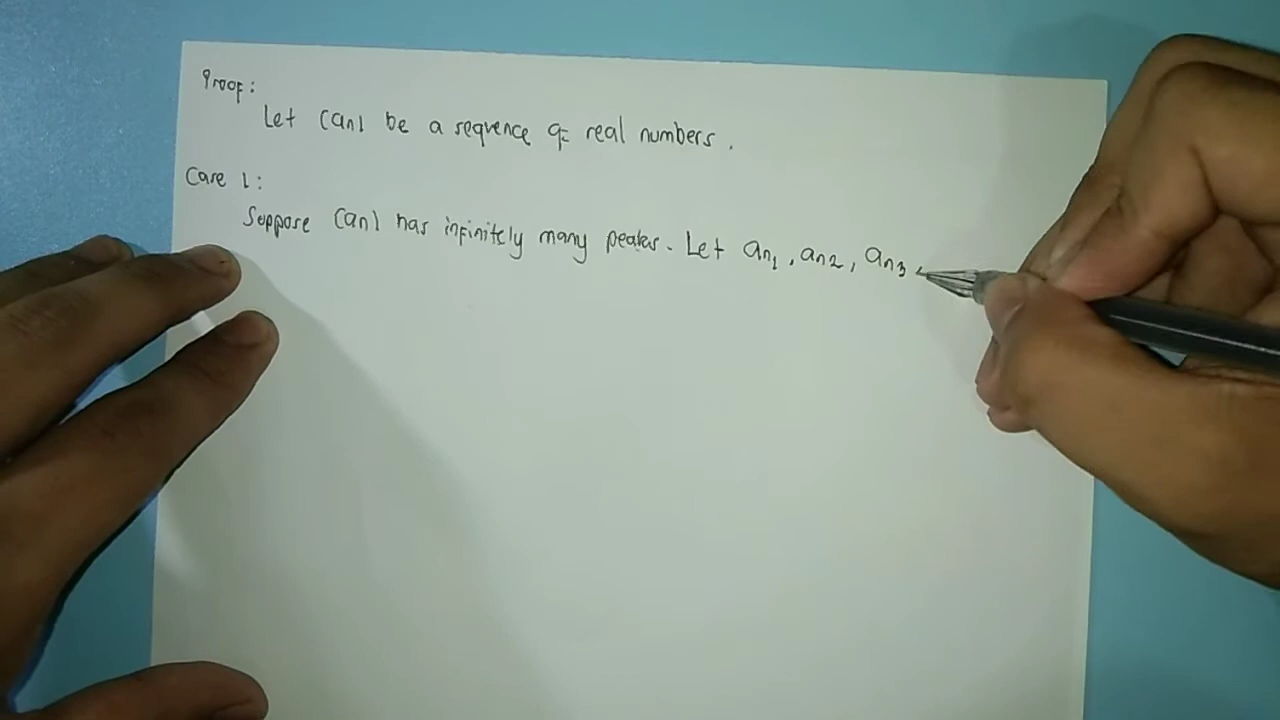 Proof:
Let (an) be a sequence of real numbers.
Case 1:
Suppose (an) has infinitely many peaks. Let an₁, an₂, an₃,